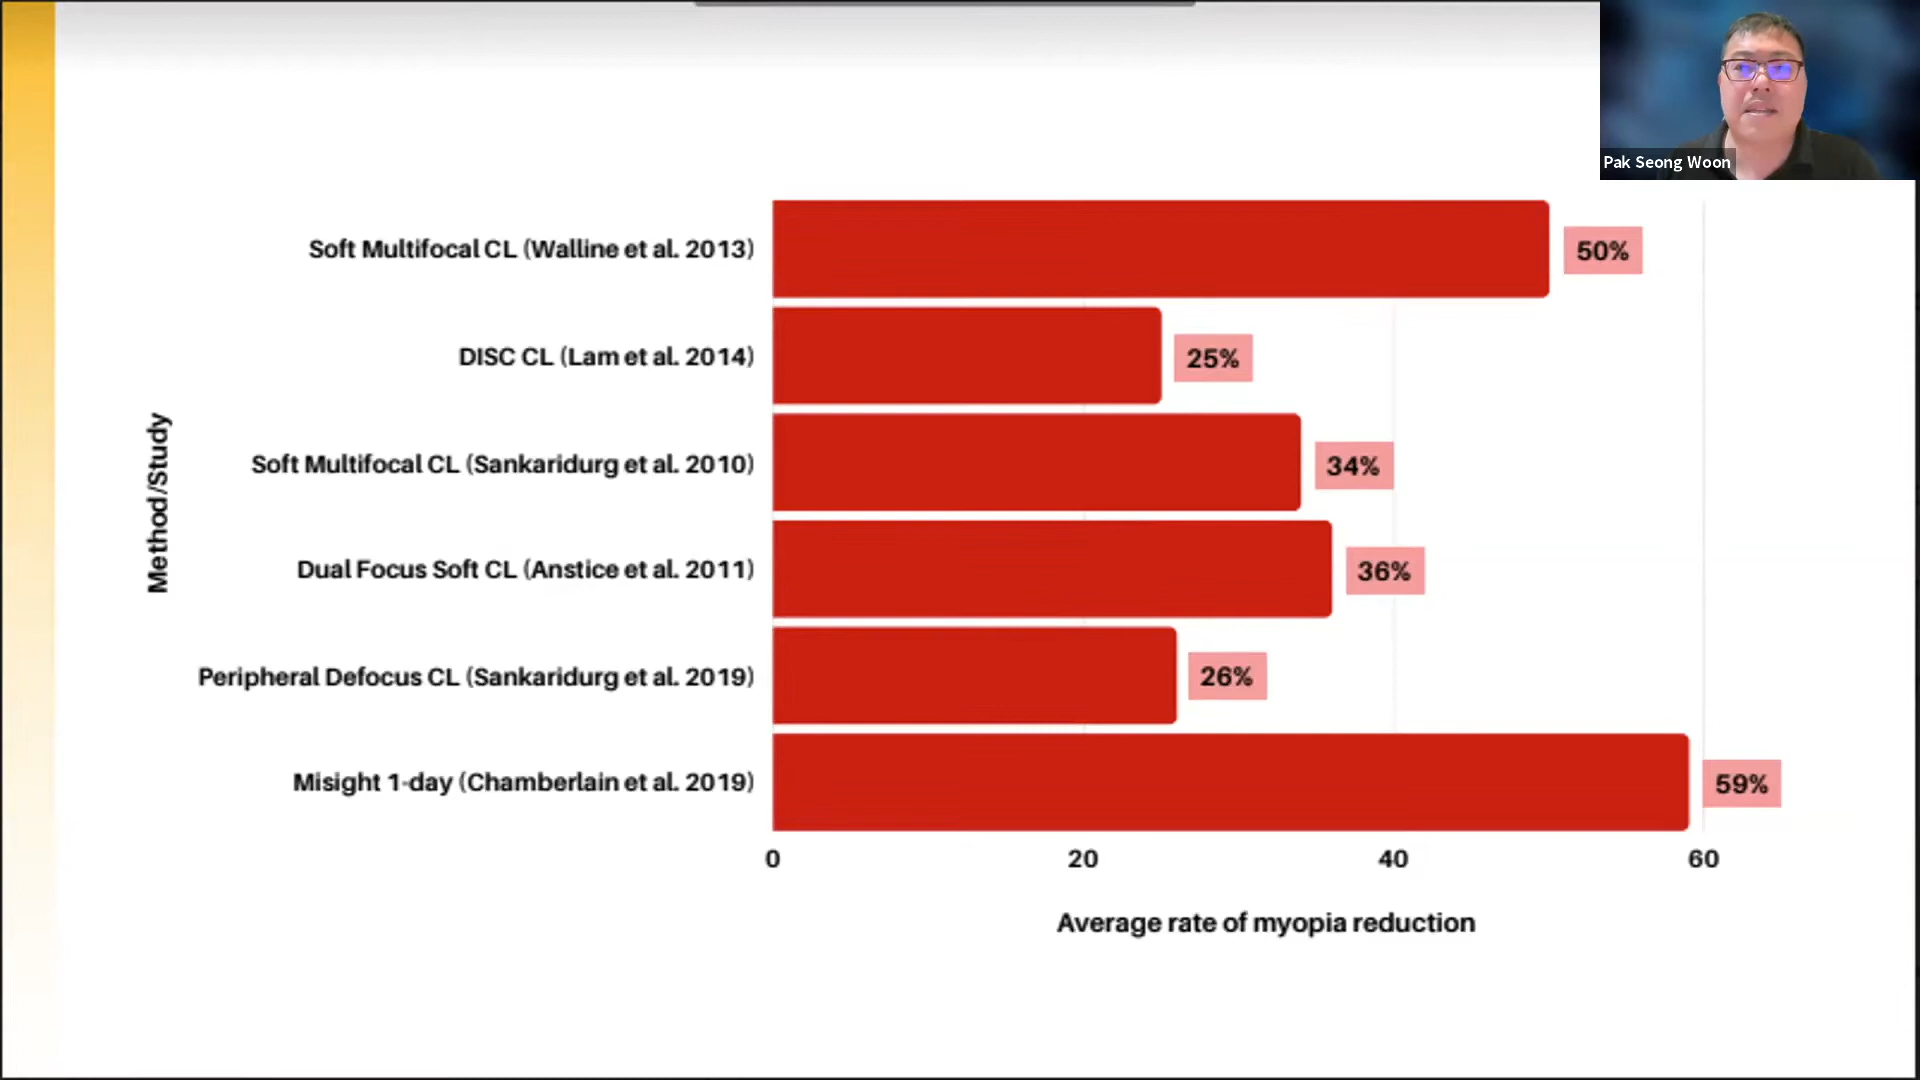 Pak Seong Woon
Method/Study
Soft Multifocal CL (Walline et al. 2013)
50%
DISC CL (Lam et al. 2014)
25%
Soft Multifocal CL (Sankaridurg et al. 2010)
34%
Dual Focus Soft CL (Anstice et al. 2011)
36%
Peripheral Defocus CL (Sankaridurg et al. 2019)
26%
Misight 1-day (Chamberlain et al. 2019)
59%
0 20 40 60
Average rate of myopia reduction